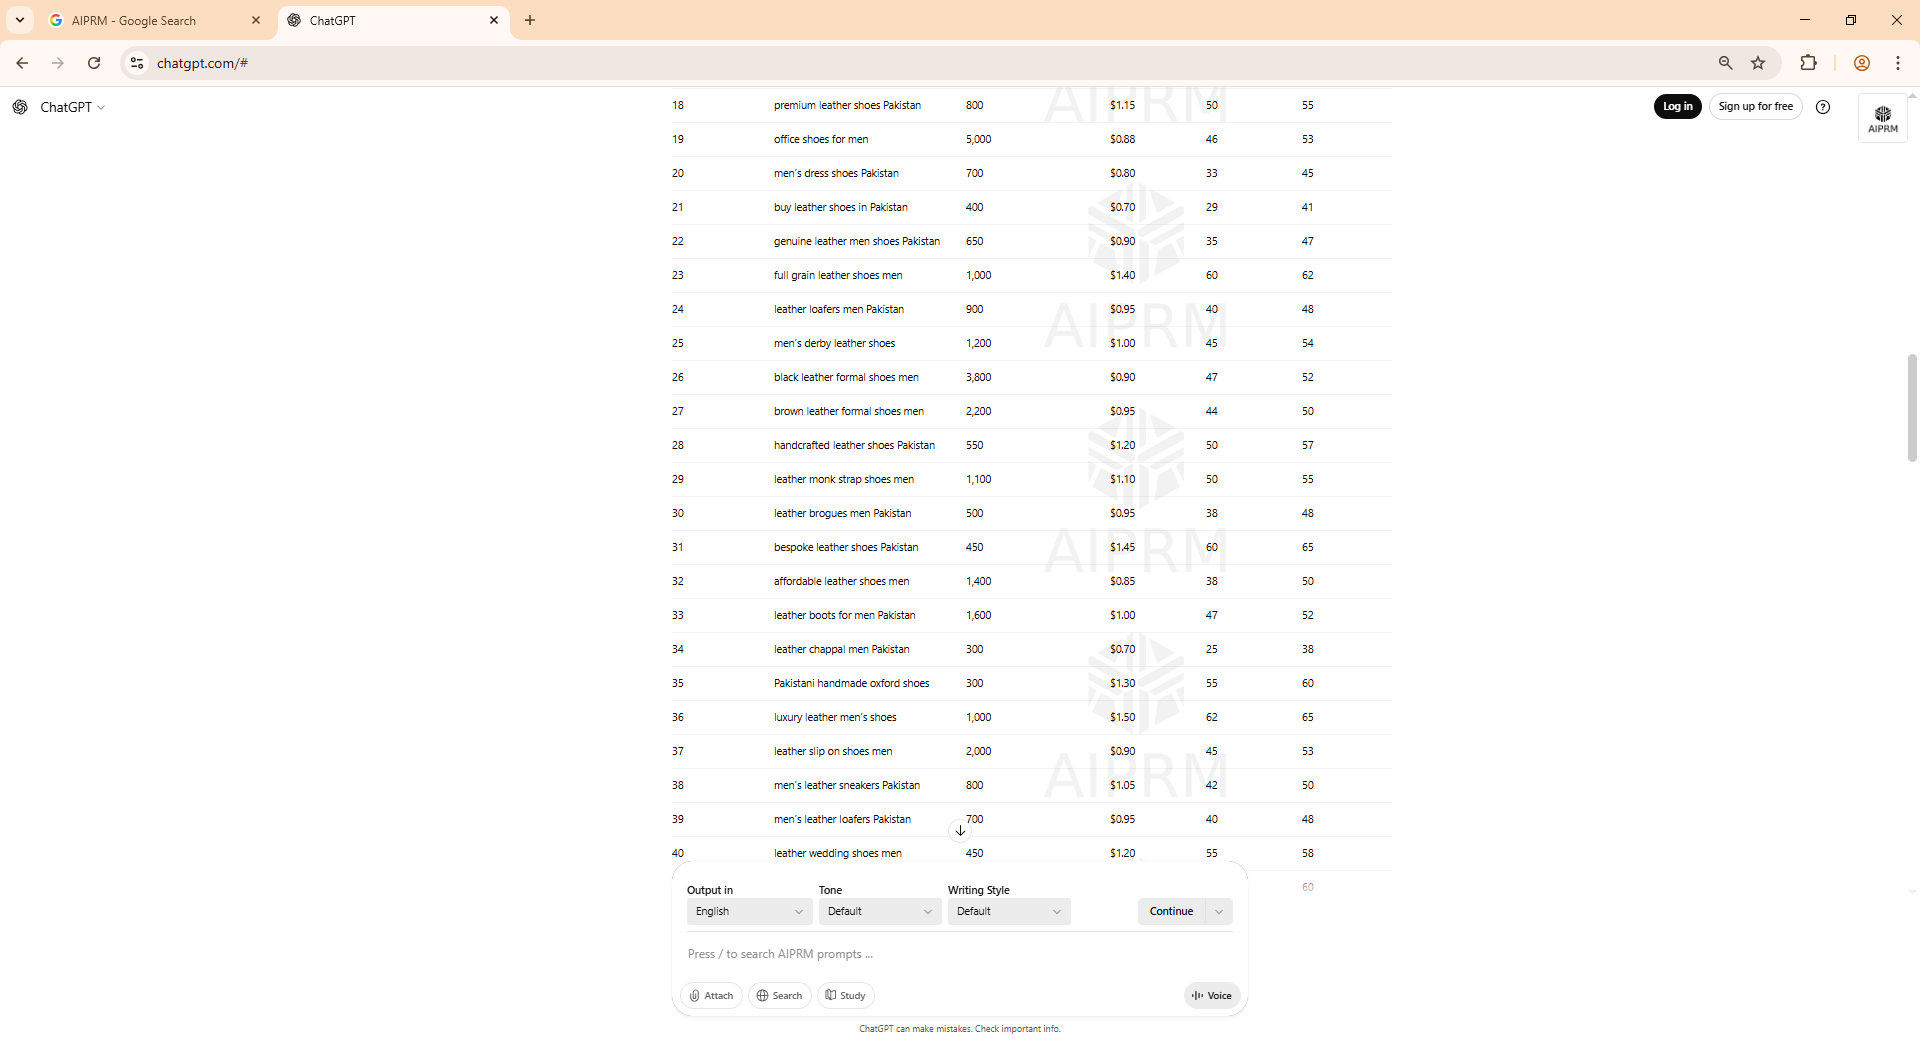 AIPRM - Google Search
ChatGPT
chatgpt.com/#
ChatGPT
Log in
Sign up for free
AIPRM
18 premium leather shoes Pakistan 800 $1.15 50 55
19 office shoes for men 5,000 $0.88 46 53
20 men's dress shoes Pakistan 700 $0.80 33 45
21 buy leather shoes in Pakistan 400 $0.70 29 41
22 genuine leather men shoes Pakistan 650 $0.90 35 47
23 full grain leather shoes men 1,000 $1.40 60 62
24 leather loafers men Pakistan 900 $0.95 40 48
25 men's derby leather shoes 1,200 $1.00 45 54
26 black leather formal shoes men 3,800 $0.90 47 52
27 brown leather formal shoes men 2,200 $0.95 44 50
28 handcrafted leather shoes Pakistan 550 $1.20 50 57
29 leather monk strap shoes men 1,100 $1.10 50 55
30 leather brogues men Pakistan 500 $0.95 38 48
31 bespoke leather shoes Pakistan 450 $1.45 60 65
32 affordable leather shoes men 1,400 $0.85 38 50
33 leather boots for men Pakistan 1,600 $1.00 47 52
34 leather chappal men Pakistan 300 $0.70 25 38
35 Pakistani handmade oxford shoes 300 $1.30 55 60
36 luxury leather men's shoes 1,000 $1.50 62 65
37 leather slip on shoes men 2,000 $0.90 45 53
38 men's leather sneakers Pakistan 800 $1.05 42 50
39 men's leather loafers Pakistan 700 $0.95 40 48
40 leather wedding shoes men 450 $1.20 55 58
60
AIPRM
AIPRM
AIPRM
AIPRM
Output in Tone Writing Style
English Default Default Continue
Press / to search AIPRM prompts ...
Attach Search Study Voice
ChatGPT can make mistakes. Check important info.